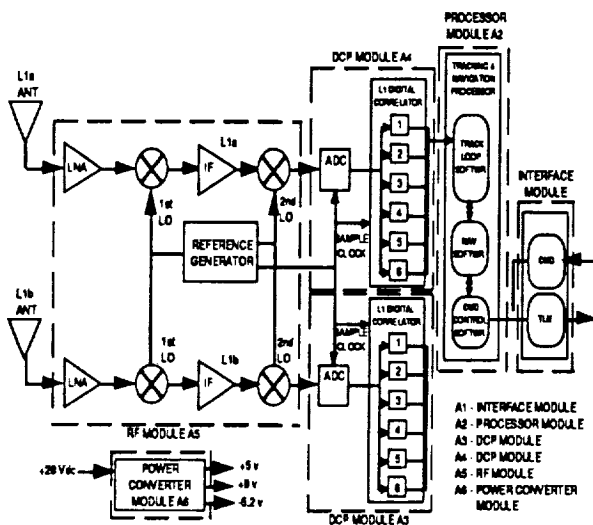 PROCESSOR
MODULE A2
DCP MODULE A4
L1a
ANT
TRACKING &
NAVIGATION
PROCESSOR
L1 DIGITAL
CORRELATOR
L1a
LNA
IF
ADC
1
2
3
4
5
6
TRACK
LOOP
SOFTWR
1st
LO
2nd
LO
INTERFACE
MODULE
REFERENCE
GENERATOR
SAMPLE
CLOCK
NAV
SOFTWR
CMD
L1b
ANT
1st
LO
2nd
LO
SAMPLE
CLOCK
L1 DIGITAL
CORRELATOR
CMD
CONTROL
SOFTWR
TLM
LNA
IF
L1b
ADC
1
2
3
4
5
6
RF MODULE A5
A1 - INTERFACE MODULE
A2 - PROCESSOR MODULE
A3 - DCP MODULE
A4 - DCP MODULE
A5 - RF MODULE
A6 - POWER CONVERTER
MODULE
+28 Vdc
POWER
CONVERTER
MODULE A6
+5 v
-5.2 v
DCP MODULE A3